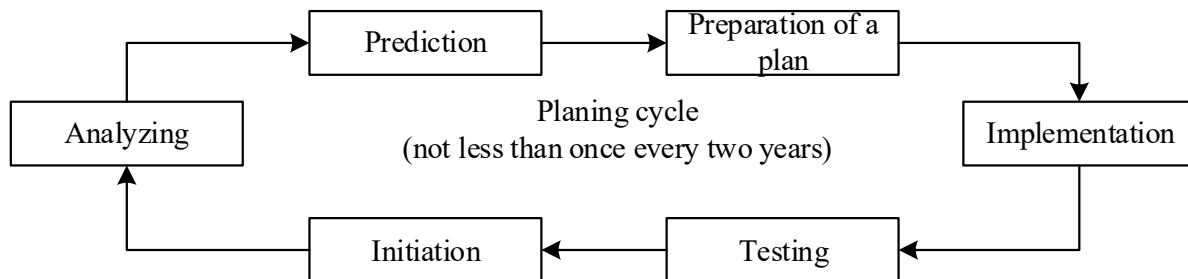 Prediction
Preparation of a
plan
Analyzing
Planing cycle
(not less than once every two years)
Implementation
Initiation
Testing